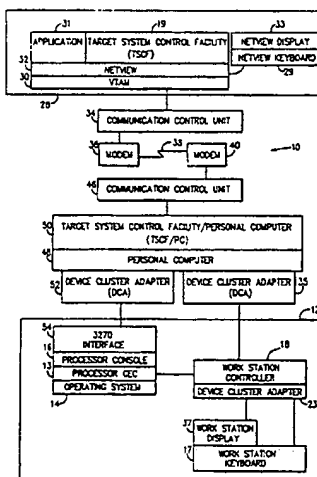 31
19
33
APPLICATION
TARGET SYSTEM CONTROL FACILITY
(TSCF)
NETVIEW DISPLAY
NETVIEW KEYBOARD
32
NETVIEW
29
30
VTAM
28
34
COMMUNICATION CONTROL UNIT
36
MODEM
MODEM
40
10
46
COMMUNICATION CONTROL UNIT
50
TARGET SYSTEM CONTROL FACILITY/PERSONAL COMPUTER
(TSCF/PC)
48
PERSONAL COMPUTER
52
DEVICE CLUSTER ADAPTER
(DCA)
DEVICE CLUSTER ADAPTER
(DCA)
35
12
54
3270
INTERFACE
16
PROCESSOR CONSOLE
13
PROCESSOR CEC
OPERATING SYSTEM
14
18
WORK STATION
CONTROLLER
DEVICE CLUSTER ADAPTER
23
37
WORK STATION
DISPLAY
17
WORK STATION
KEYBOARD